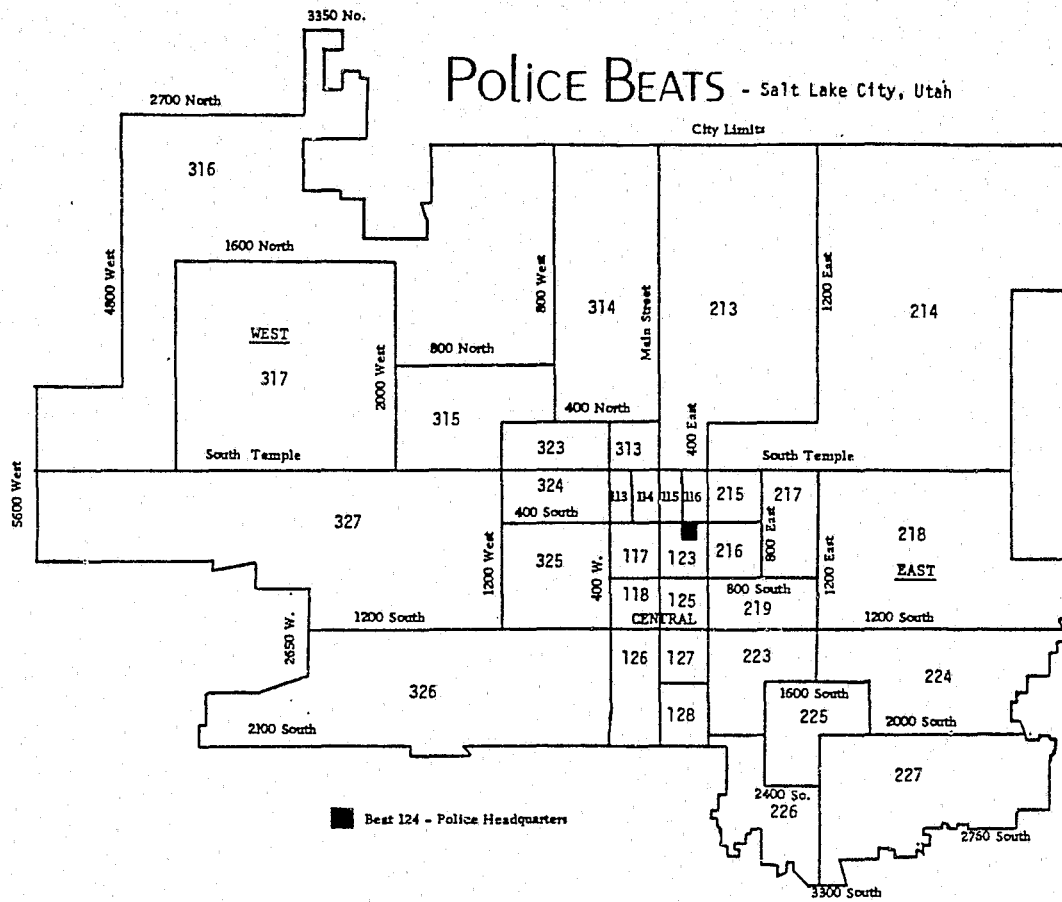 3350 No.
Police Beats - Salt Lake City, Utah
2700 North
City Limits
316
1600 North
4800 West
800 West
Main Street
1200 East
314
213
214
WEST
317
2000 West
800 North
315
400 North
400 East
323
313
South Temple
South Temple
5600 West
324
113
114
115
116
215
217
400 South
327
800 East
218
EAST
1200 West
325
400 W.
117
123
216
1200 East
118
125
800 South
219
CENTRAL
1200 South
1200 South
2650 W.
326
126
127
223
224
1600 South
225
128
2100 South
2000 South
227
2400 So.
226
Beat 124 - Police Headquarters
2760 South
3300 South